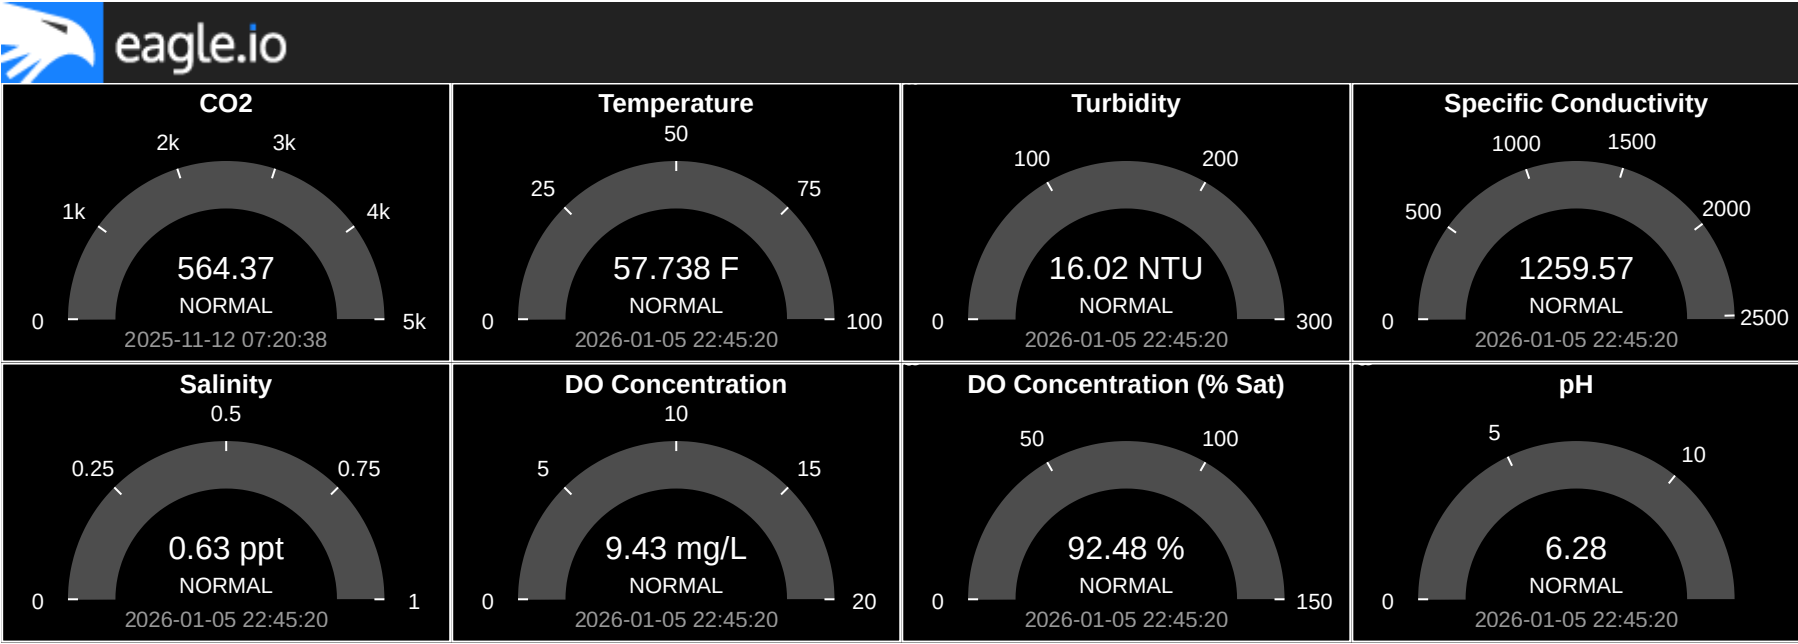 eagle.io
CO2
2k
3k
1k
4k
564.37
NORMAL
0
5k
2025-11-12 07:20:38
Temperature
50
25
75
57.738 F
NORMAL
0
100
2026-01-05 22:45:20
Turbidity
100
200
16.02 NTU
NORMAL
0
300
2026-01-05 22:45:20
Specific Conductivity
1000
1500
500
2000
1259.57
NORMAL
0
2500
2026-01-05 22:45:20
Salinity
0.5
0.25
0.75
0.63 ppt
NORMAL
0
1
2026-01-05 22:45:20
DO Concentration
10
5
15
9.43 mg/L
NORMAL
0
20
2026-01-05 22:45:20
DO Concentration (% Sat)
50
100
92.48 %
NORMAL
0
150
2026-01-05 22:45:20
pH
5
10
6.28
NORMAL
0
2026-01-05 22:45:20